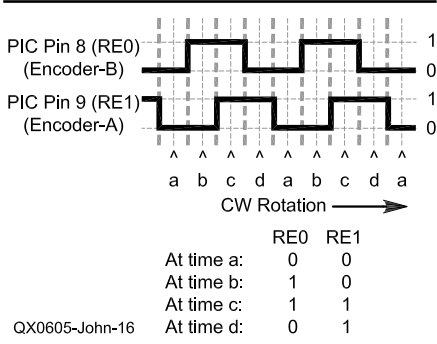 PIC Pin 8 (RE0)
(Encoder-B)
1
0
PIC Pin 9 (RE1)
(Encoder-A)
1
0
^ ^ ^ ^ ^ ^ ^ ^ ^
a b c d a b c d a
CW Rotation
RE0 RE1
At time a: 0 0
At time b: 1 0
At time c: 1 1
At time d: 0 1
QX0605-John-16